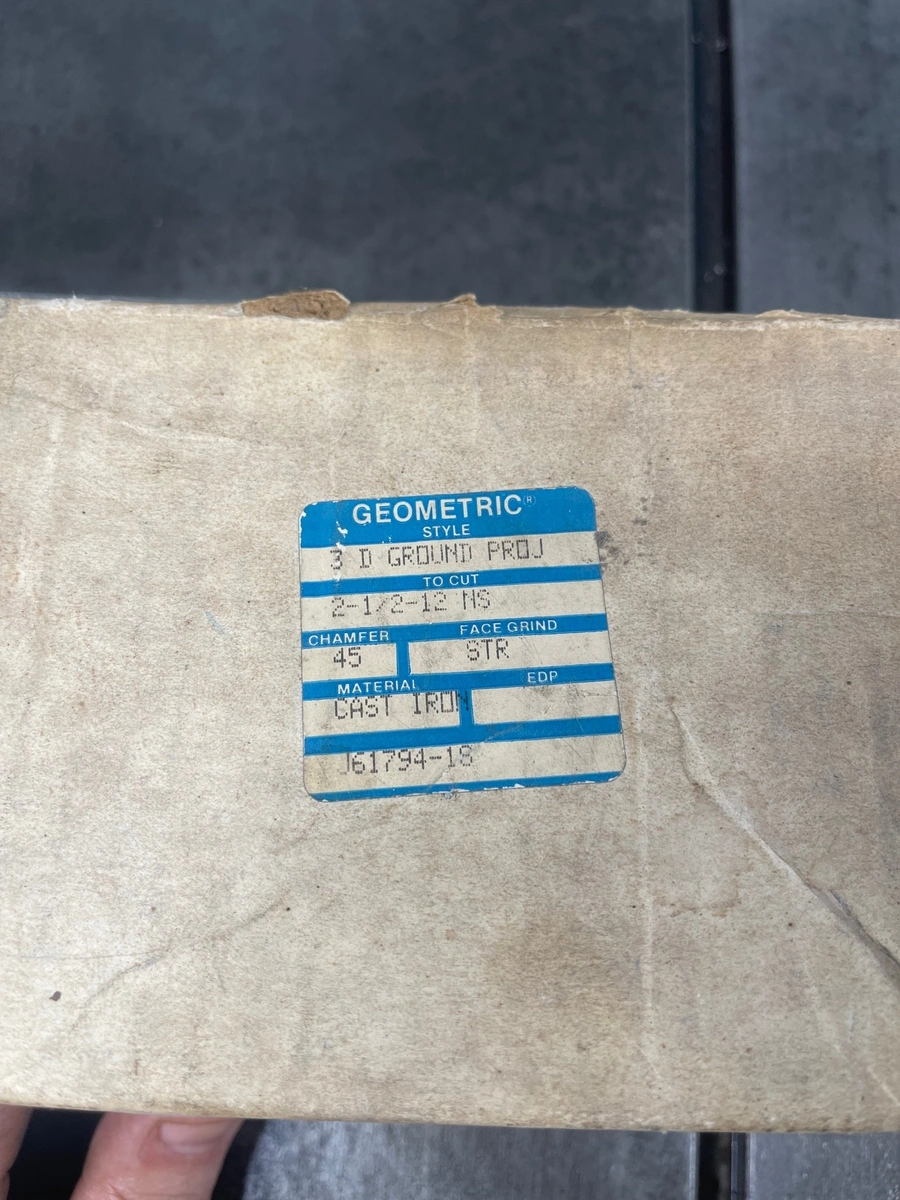 GEOMETRIC®
STYLE
3 D GROUND PROJ
TO CUT
2-1/2-12 NS
CHAMFER FACE GRIND
45 STR
MATERIAL EDP
CAST IRON
J61794-18